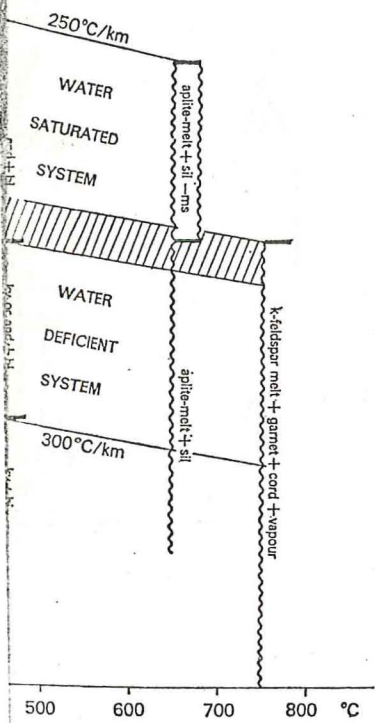 250°C/km
WATER
SATURATED
SYSTEM
aplite-melt + sil – ms
WATER
DEFICIENT
SYSTEM
aplite-melt + sil
k-feldspar melt + garnet + cord + vapour
300°C/km
500 600 700 800 °C